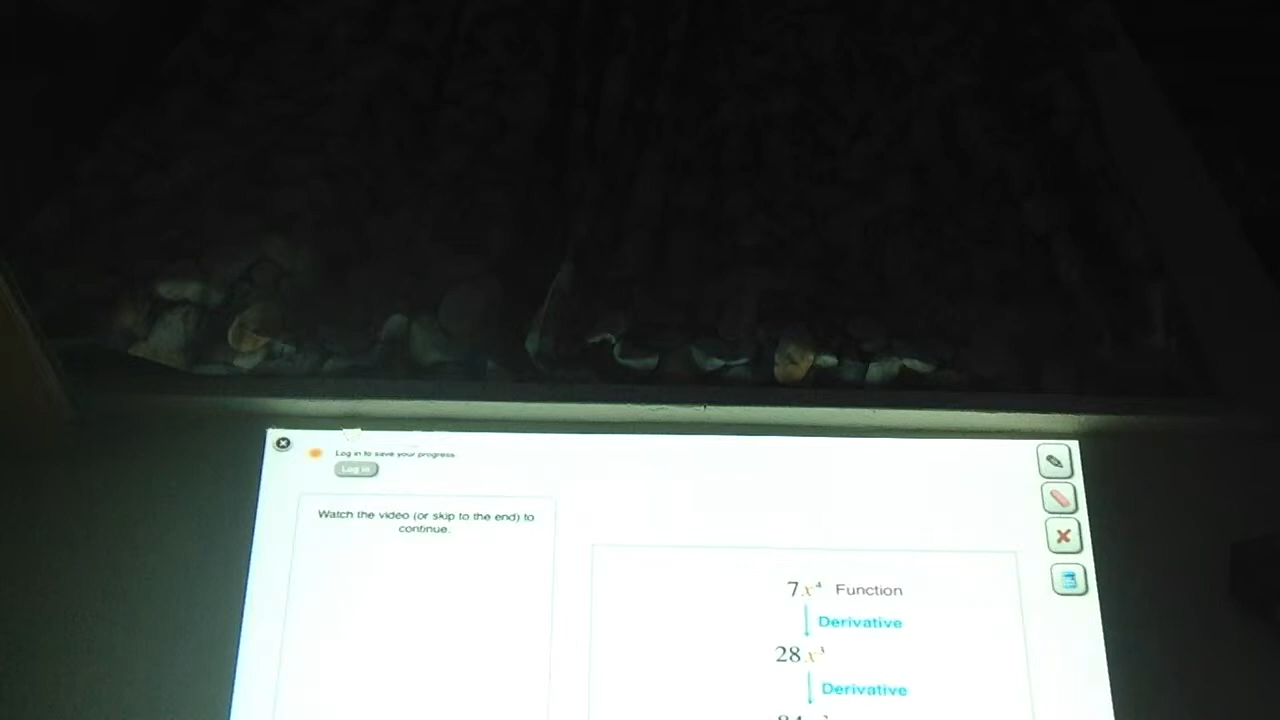 Log in to save your progress.
Log in
Watch the video (or skip to the end) to
continue.
7x⁴ Function
Derivative
28x³
Derivative